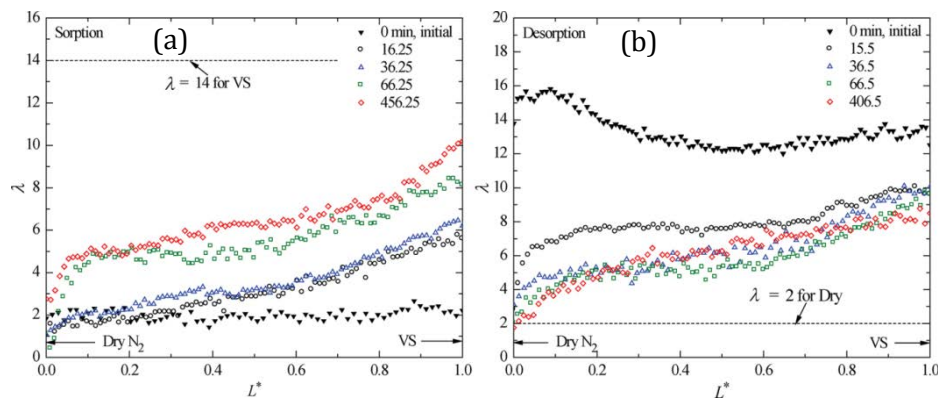 Sorption
(a)
0 min, initial
16.25
36.25
66.25
456.25
λ = 14 for VS
Dry N2
VS
16
14
12
10
8
6
4
2
0
λ
0.0 0.2 0.4 0.6 0.8 1.0
L*
Desorption
(b)
0 min, initial
15.5
36.5
66.5
406.5
λ = 2 for Dry
Dry N2
VS
20
18
16
14
12
10
8
6
4
2
0
λ
0.0 0.2 0.4 0.6 0.8 1.0
L*